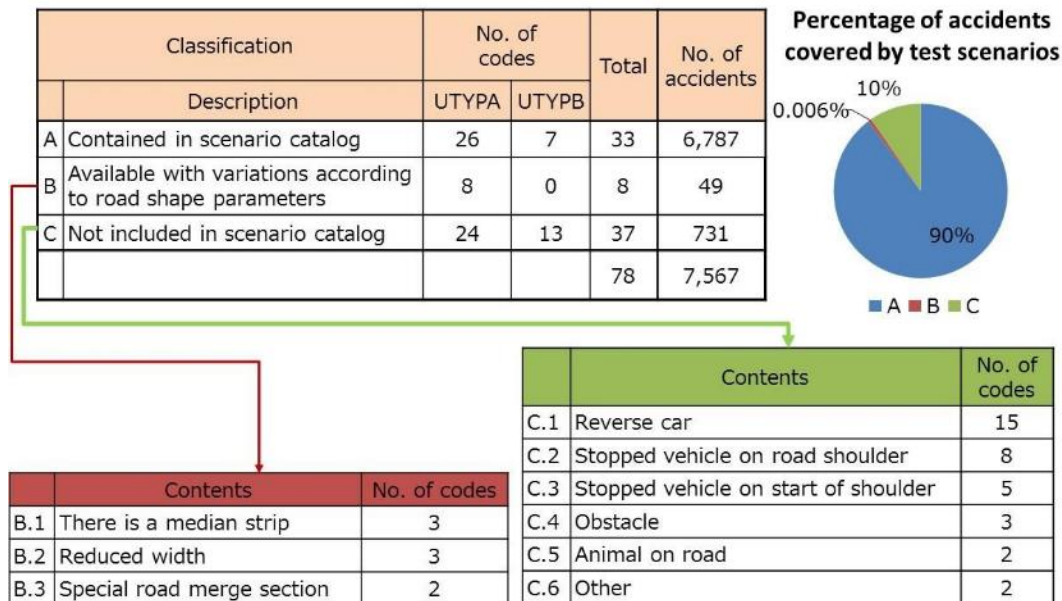 Percentage of accidents
covered by test scenarios
Classification No. of codes Total No. of accidents
Description UTYPA UTYPB
A Contained in scenario catalog 26 7 33 6,787
B Available with variations according to road shape parameters 8 0 8 49
C Not included in scenario catalog 24 13 37 731
78 7,567
10%
0.006%
90%
A B C
Contents No. of codes
B.1 There is a median strip 3
B.2 Reduced width 3
B.3 Special road merge section 2
Contents No. of codes
C.1 Reverse car 15
C.2 Stopped vehicle on road shoulder 8
C.3 Stopped vehicle on start of shoulder 5
C.4 Obstacle 3
C.5 Animal on road 2
C.6 Other 2